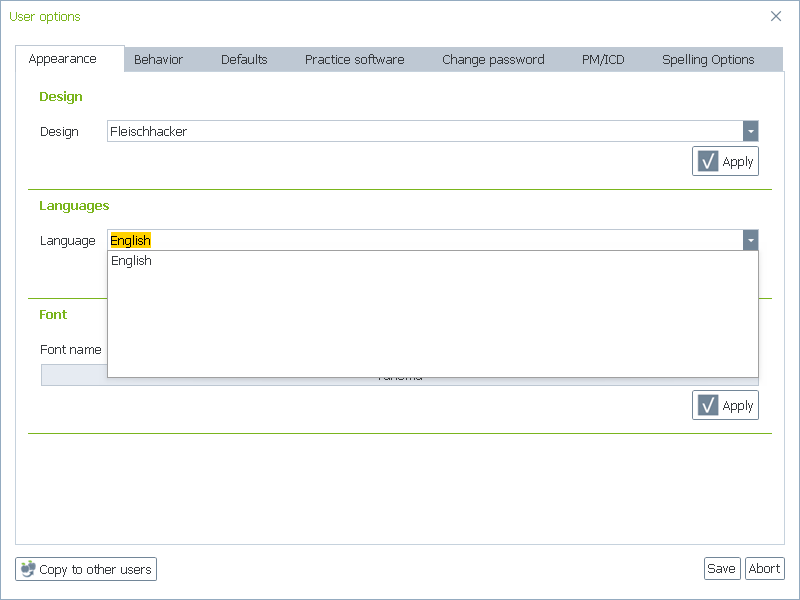 User options
Appearance Behavior Defaults Practice software Change password PM/ICD Spelling Options
Design
Design Fleischhacker
Apply
Languages
Language English
English
Font
Font name
Apply
Copy to other users Save Abort